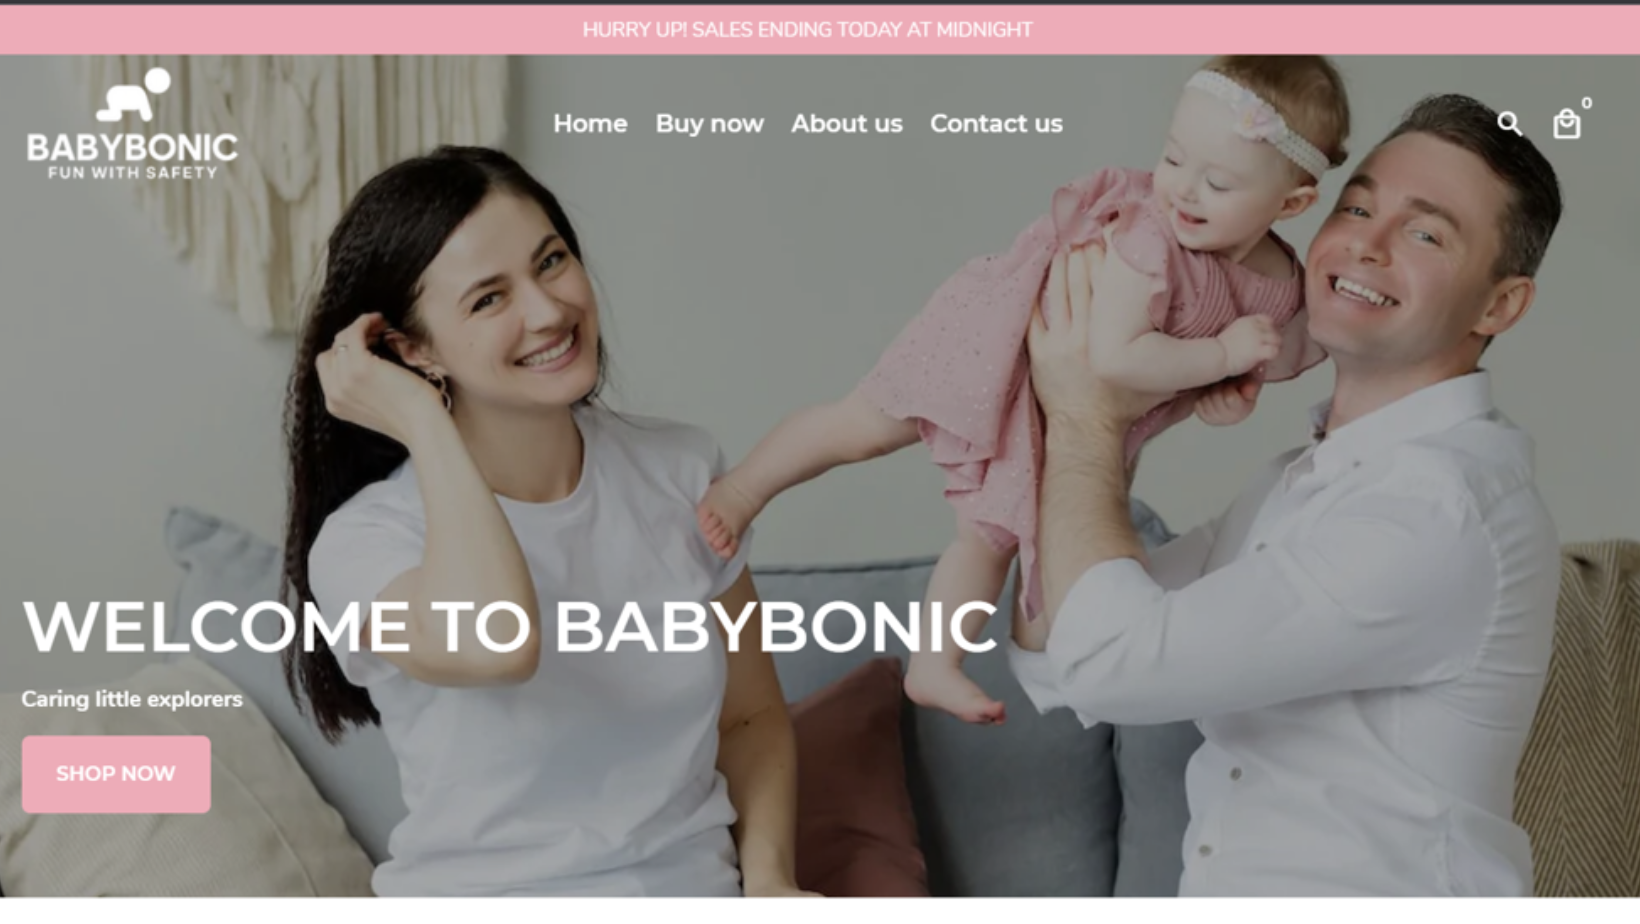 HURRY UP! SALES ENDING TODAY AT MIDNIGHT
BABYBONIC
FUN WITH SAFETY
Home Buy now About us Contact us
0
WELCOME TO BABYBONIC
Caring little explorers
SHOP NOW